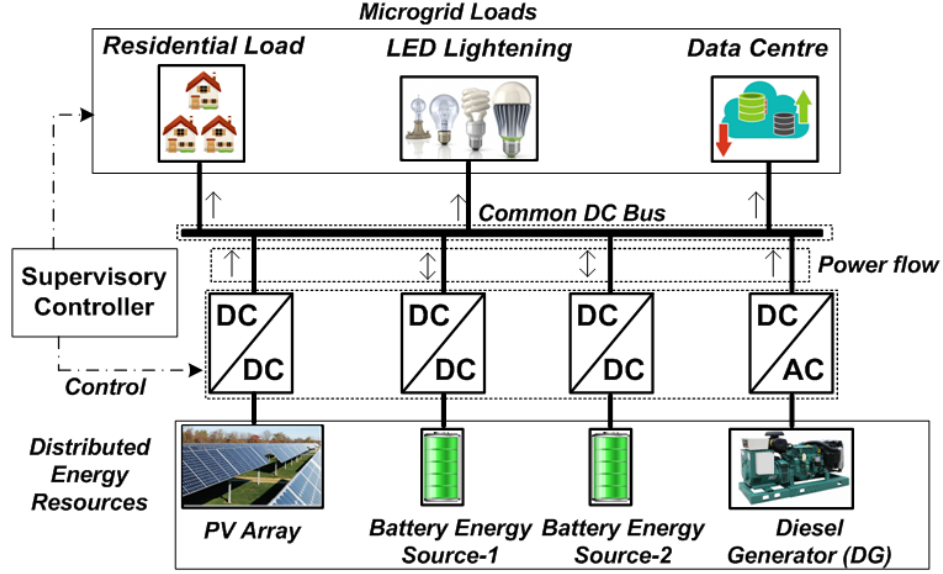 Microgrid Loads
Residential Load
LED Lightening
Data Centre
Common DC Bus
Power flow
Supervisory
Controller
DC
DC
DC
DC
DC
DC
DC
AC
Control
Distributed
Energy
Resources
PV Array
Battery Energy
Source-1
Battery Energy
Source-2
Diesel
Generator (DG)